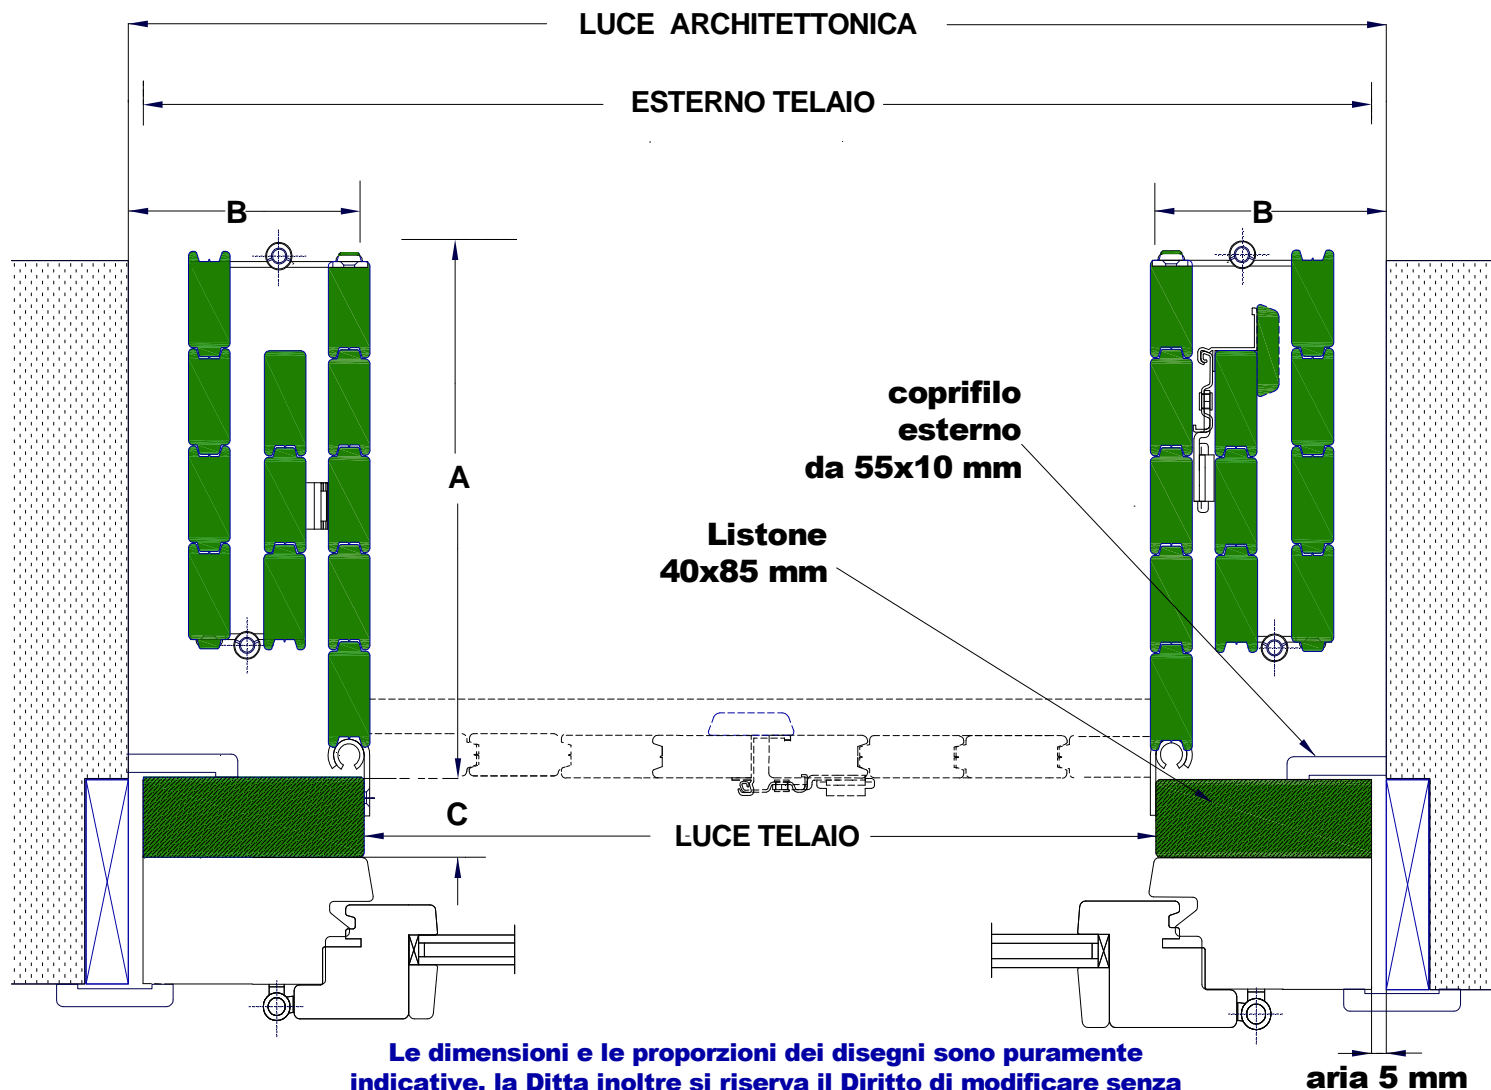 LUCE ARCHITETTONICA
ESTERNO TELAIO
B
B
A
coprifilo
esterno
da 55x10 mm
Listone
40x85 mm
C
LUCE TELAIO
Le dimensioni e le proporzioni dei disegni sono puramente
indicative, la Ditta inoltre si riserva il Diritto di modificare senza
aria 5 mm